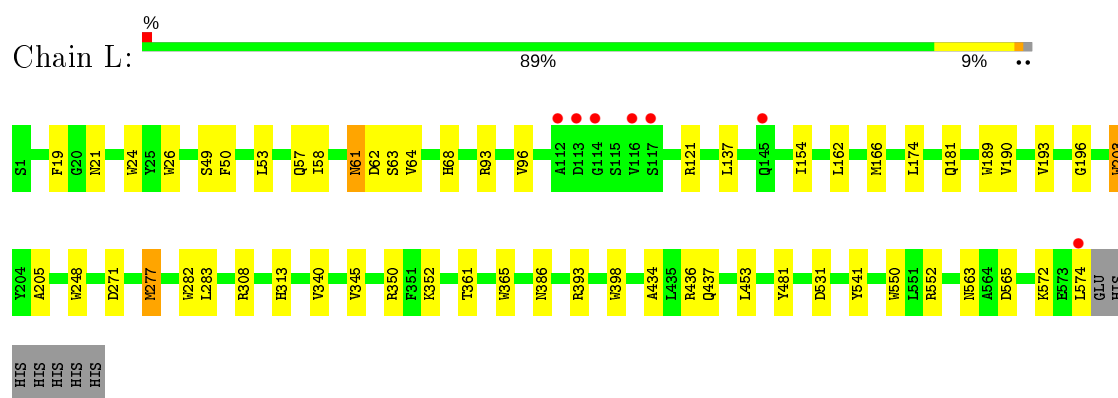 %
Chain L:
89% 9% ••
S1 F19 G20 N21 W24 Y25 W26 S49 F50 L53 Q57 I58 N61 D62 S63 V64 H68 R93 V96 A112 D113 G114 S115 V116 S117 R121 L137 Q145 I154 L162 M166 L174 Q181 W189 V190 V193 G196 W203
Y204 A205 W248 D271 M277 W282 L283 R308 H313 V340 V345 R350 F351 K352 T361 W365 N386 R393 W398 A434 L435 R436 Q437 L453 Y481 D531 Y541 W550 L551 R552 N563 A564 D565 K572 E573 L574 GLU HIS
HIS HIS HIS HIS HIS